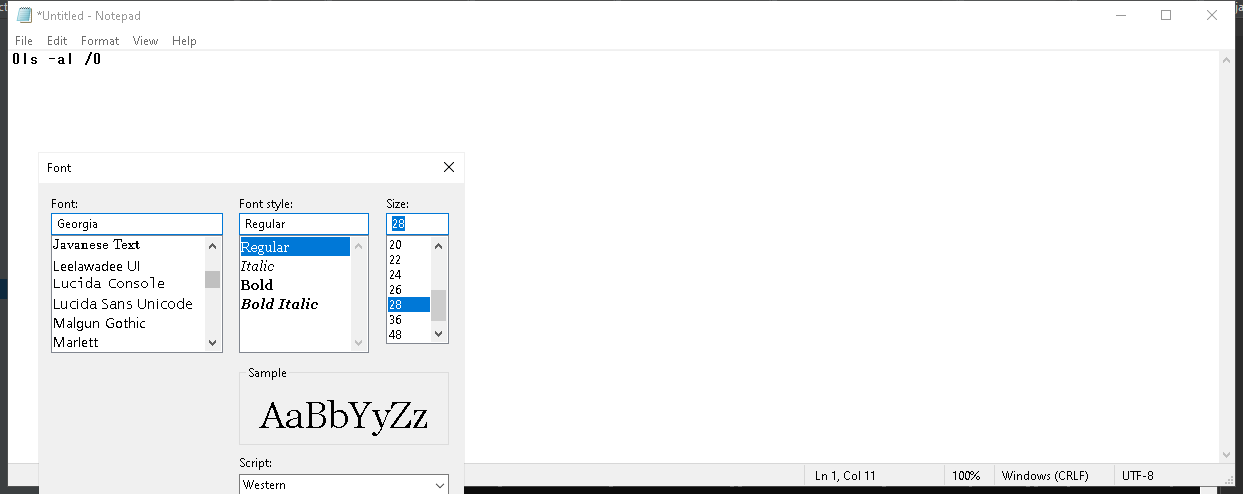 *Untitled - Notepad
File Edit Format View Help
0ls -al /0
Font
Font: Font style: Size:
Georgia Regular 28
Javanese Text Regular 20
Leelawadee UI Italic 22
Lucida Console Bold 24
Lucida Sans Unicode Bold Italic 26
Malgun Gothic 28
Marlett 36
48
Sample
AaBbYyZz
Script:
Western
Ln 1, Col 11 100% Windows (CRLF) UTF-8